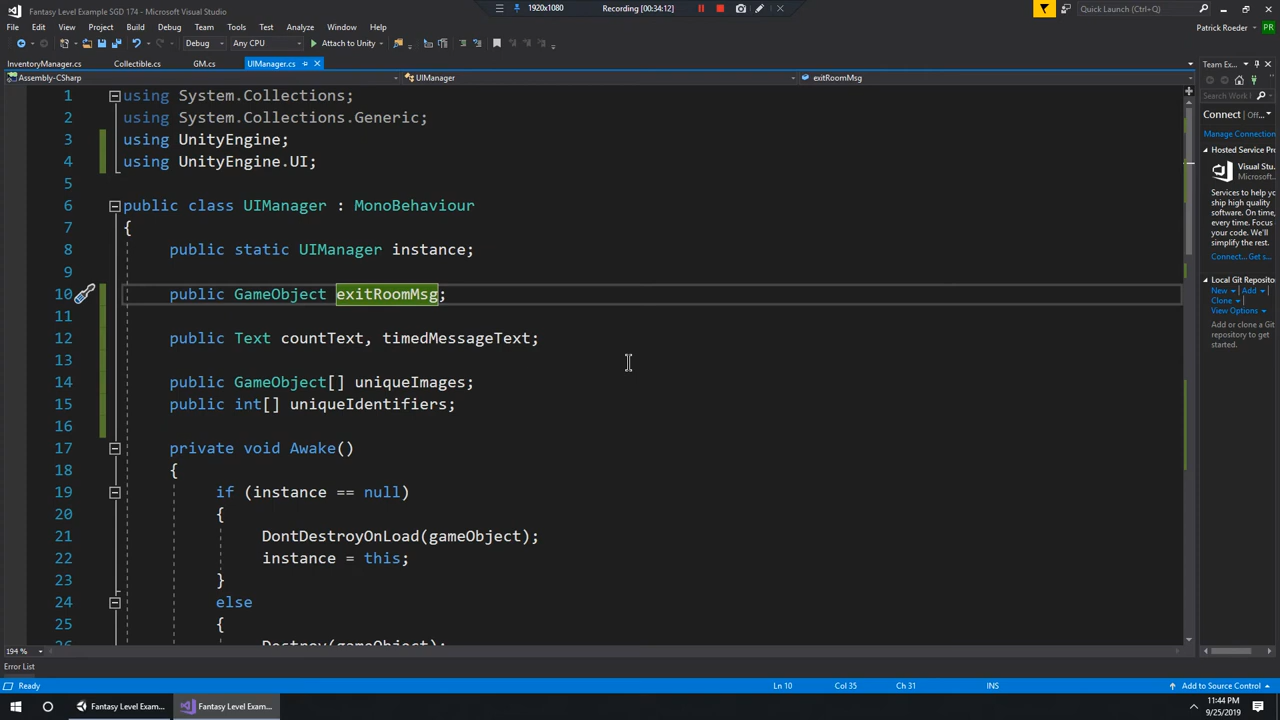 Fantasy Level Example SGD 174 - Microsoft Visual Studio
1920x1080
Recording [00:34:12]
Quick Launch (Ctrl+Q)
File Edit View Project Build Debug Team Tools Test Analyze Window Help
Patrick Roeder PR
Debug Any CPU Attach to Unity
InventoryManager.cs Collectible.cs GM.cs UIManager.cs
Team Ex...
Assembly-CSharp UIManager exitRoomMsg
1 using System.Collections;
2 using System.Collections.Generic;
3 using UnityEngine;
4 using UnityEngine.UI;
5
6 public class UIManager : MonoBehaviour
7 {
8 public static UIManager instance;
9
10 public GameObject exitRoomMsg;
11
12 public Text countText, timedMessageText;
13
14 public GameObject[] uniqueImages;
15 public int[] uniqueIdentifiers;
16
17 private void Awake()
18 {
19 if (instance == null)
20 {
21 DontDestroyOnLoad(gameObject);
22 instance = this;
23 }
24 else
25 {
26 Destroy(gameObject);
Search Work I
Connect | Off...
Manage Connection
Hosted Service Pr
Visual Stu.
Microsoft.
Services to help yo
ship high quality
software. On time,
every time. Focus
your code. We'll
simplify the rest.
Connect... Get s...
Local Git Repositor
New Add
Clone
View Options
Add or clone a Git
repository to get
started.
194 %
Error List
Ready Ln 10 Col 35 Ch 31 INS Add to Source Control
Fantasy Level Exam... Fantasy Level Exam...
11:44 PM
9/25/2019